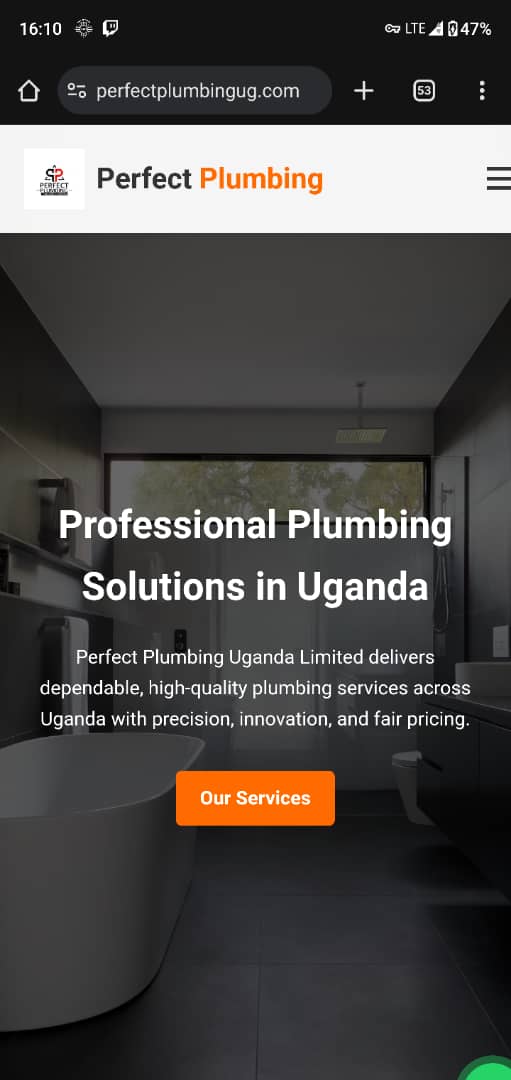 16:10
LTE
47%
perfectplumbingug.com
53
PERFECT
PLUMBING
Perfect Plumbing
Professional Plumbing
Solutions in Uganda
Perfect Plumbing Uganda Limited delivers
dependable, high-quality plumbing services across
Uganda with precision, innovation, and fair pricing.
Our Services